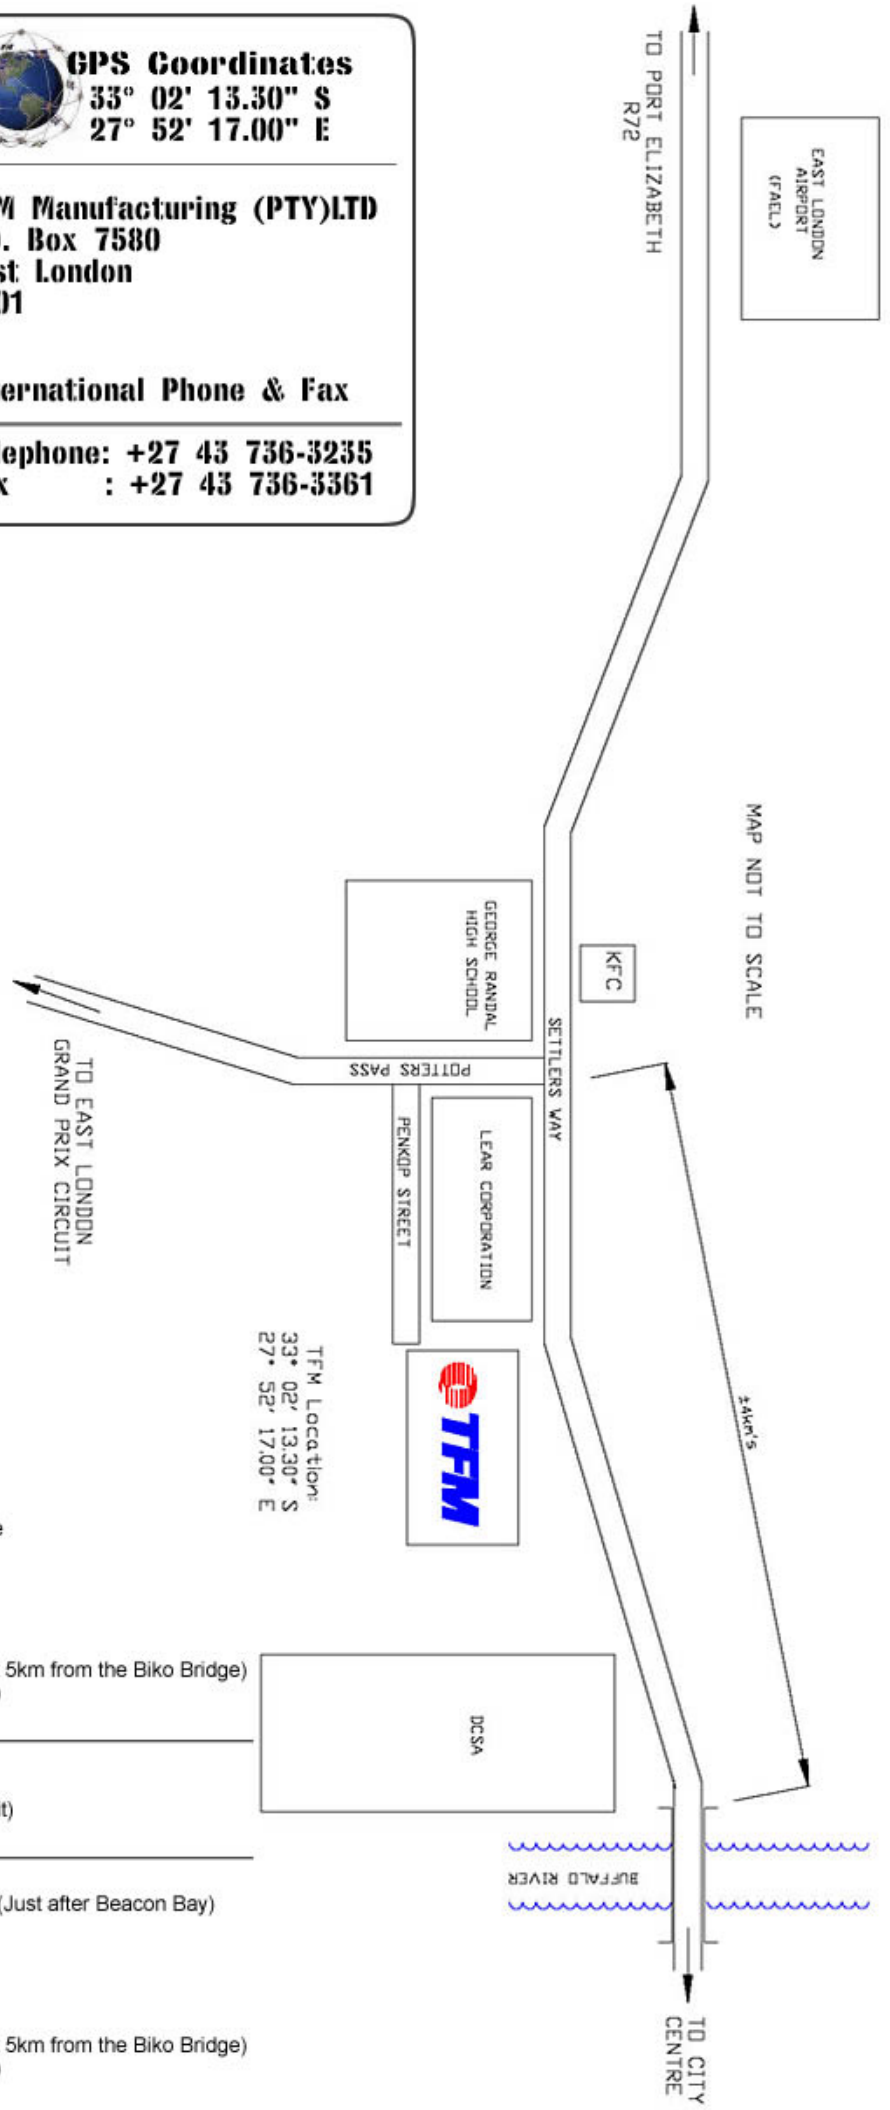 GPS Coordinates
33° 02' 13.30" S
27° 52' 17.00" E
M Manufacturing (PTY)LTD
. Box 7580
st London
01
ernational Phone & Fax
lephone: +27 43 736-3235
x : +27 43 736-3361
TO PORT ELIZABETH
R72
EAST LONDON
AIRPORT
(FAEL)
MAP NOT TO SCALE
KFC
GEORGE RANDAL
HIGH SCHOOL
SETTLERS WAY
POTTERS PASS
PENKOP STREET
LEAR CORPORATION
TO EAST LONDON
GRAND PRIX CIRCUIT
±4km's
TFM Location:
33° 02' 13.30" S
27° 52' 17.00" E
TFM
e
5km from the Biko Bridge)
)
DCSA
t)
BUFFALO RIVER
(Just after Beacon Bay)
TO CITY
CENTRE
5km from the Biko Bridge)
)